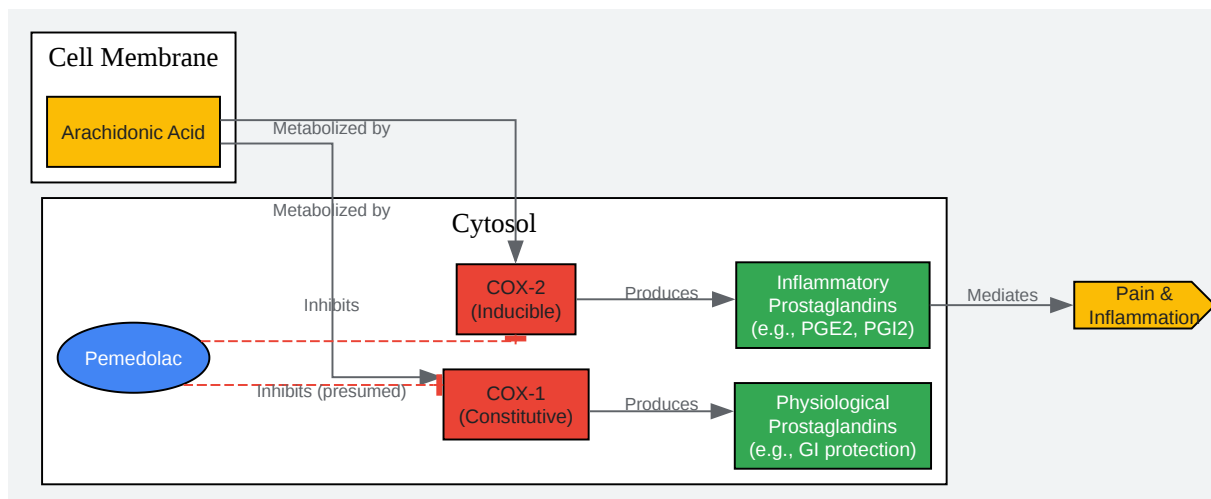 Cell Membrane
Arachidonic Acid
Metabolized by
Metabolized by
Cytosol
COX-2
(Inducible)
Produces
Inflammatory
Prostaglandins
(e.g., PGE2, PGI2)
Mediates
Pain &
Inflammation
Inhibits
Pemedolac
Inhibits (presumed)
COX-1
(Constitutive)
Produces
Physiological
Prostaglandins
(e.g., GI protection)